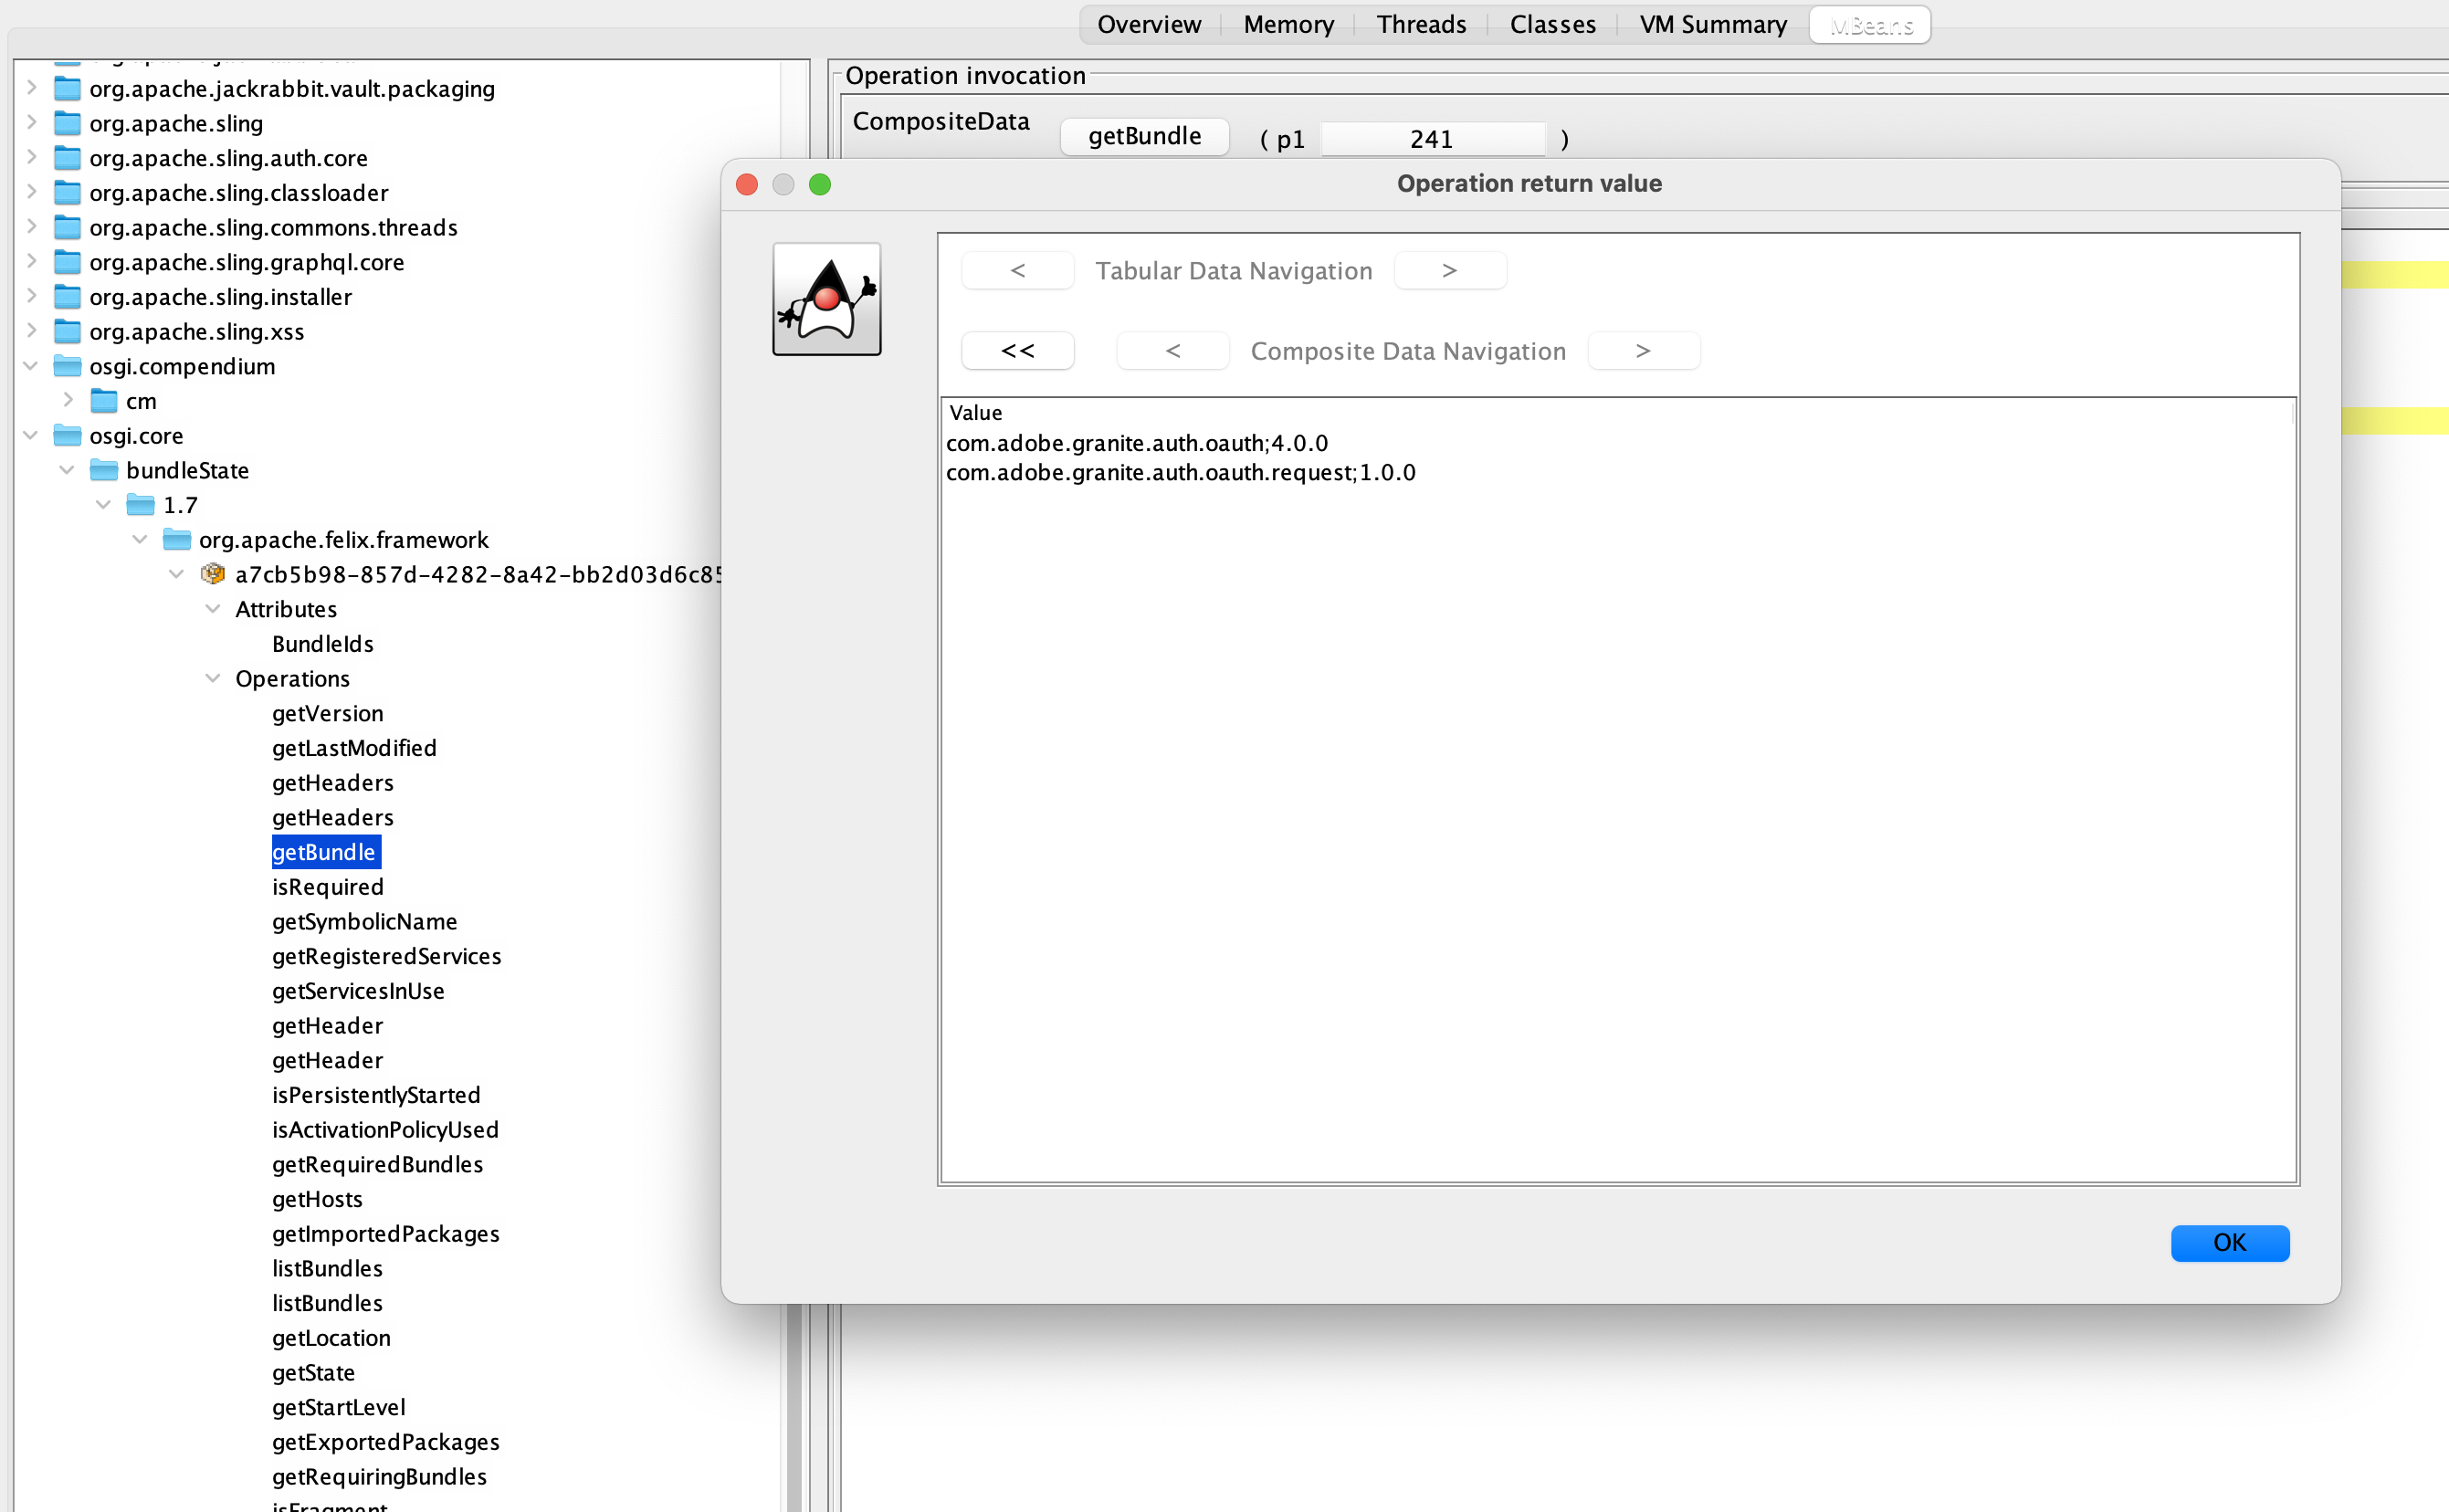 Overview
Memory
Threads
Classes
VM Summary
MBeans
org.apache.jackrabbit.vault.packaging
org.apache.sling
org.apache.sling.auth.core
org.apache.sling.classloader
org.apache.sling.commons.threads
org.apache.sling.graphql.core
org.apache.sling.installer
org.apache.sling.xss
osgi.compendium
cm
osgi.core
bundleState
1.7
org.apache.felix.framework
a7cb5b98-857d-4282-8a42-bb2d03d6c85
Attributes
BundleIds
Operations
getVersion
getLastModified
getHeaders
getHeaders
getBundle
isRequired
getSymbolicName
getRegisteredServices
getServicesInUse
getHeader
getHeader
isPersistentlyStarted
isActivationPolicyUsed
getRequiredBundles
getHosts
getImportedPackages
listBundles
listBundles
getLocation
getState
getStartLevel
getExportedPackages
getRequiringBundles
isFragment
Operation invocation
CompositeData getBundle ( p1 241 )
Operation return value
< Tabular Data Navigation >
<< < Composite Data Navigation >
Value
com.adobe.granite.auth.oauth;4.0.0
com.adobe.granite.auth.oauth.request;1.0.0
OK